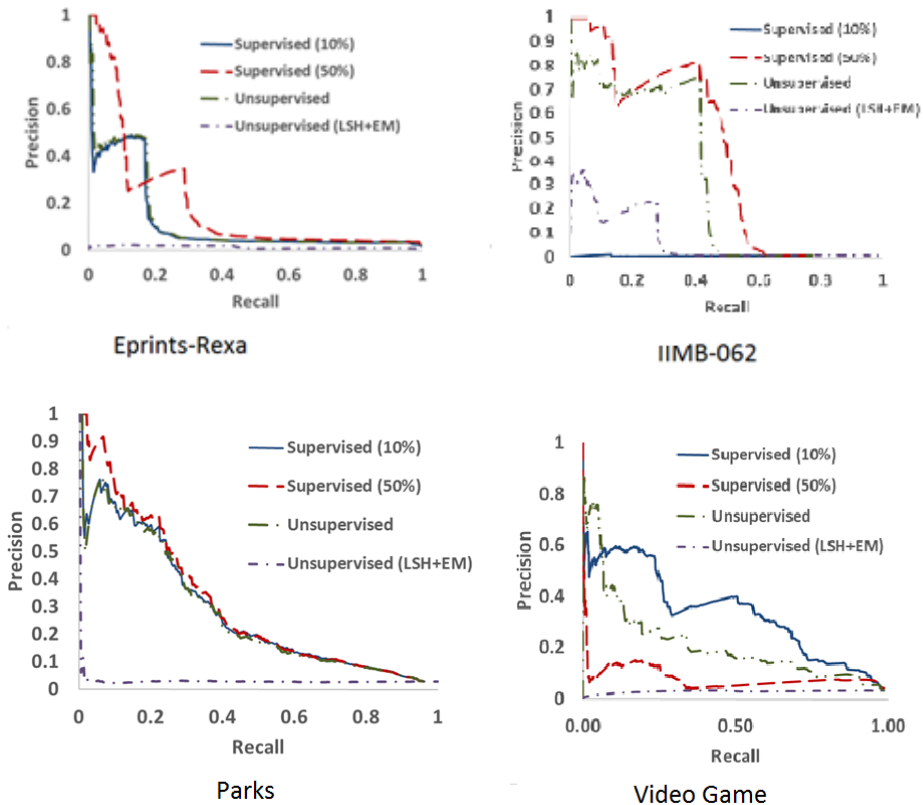 1
0.8
0.6
0.4
0.2
0
Precision
Supervised (10%)
Supervised (50%)
Unsupervised
Unsupervised (LSH+EM)
0 0.2 0.4 0.6 0.8 1
Recall
Eprints-Rexa
1
0.9
0.8
0.7
0.6
0.5
0.4
0.3
0.2
0.1
0
Precision
Supervised (10%)
Supervised (50%)
Unsupervised
Unsupervised (LSH+EM)
0 0.2 0.4 0.6 0.8 1
Recall
IIMB-062
1
0.9
0.8
0.7
0.6
0.5
0.4
0.3
0.2
0.1
0
Precision
Supervised (10%)
Supervised (50%)
Unsupervised
Unsupervised (LSH+EM)
0 0.2 0.4 0.6 0.8 1
Recall
Parks
1
0.8
0.6
0.4
0.2
0
Precision
Supervised (10%)
Supervised (50%)
Unsupervised
Unsupervised (LSH+EM)
0.00 0.50 1.00
Recall
Video Game